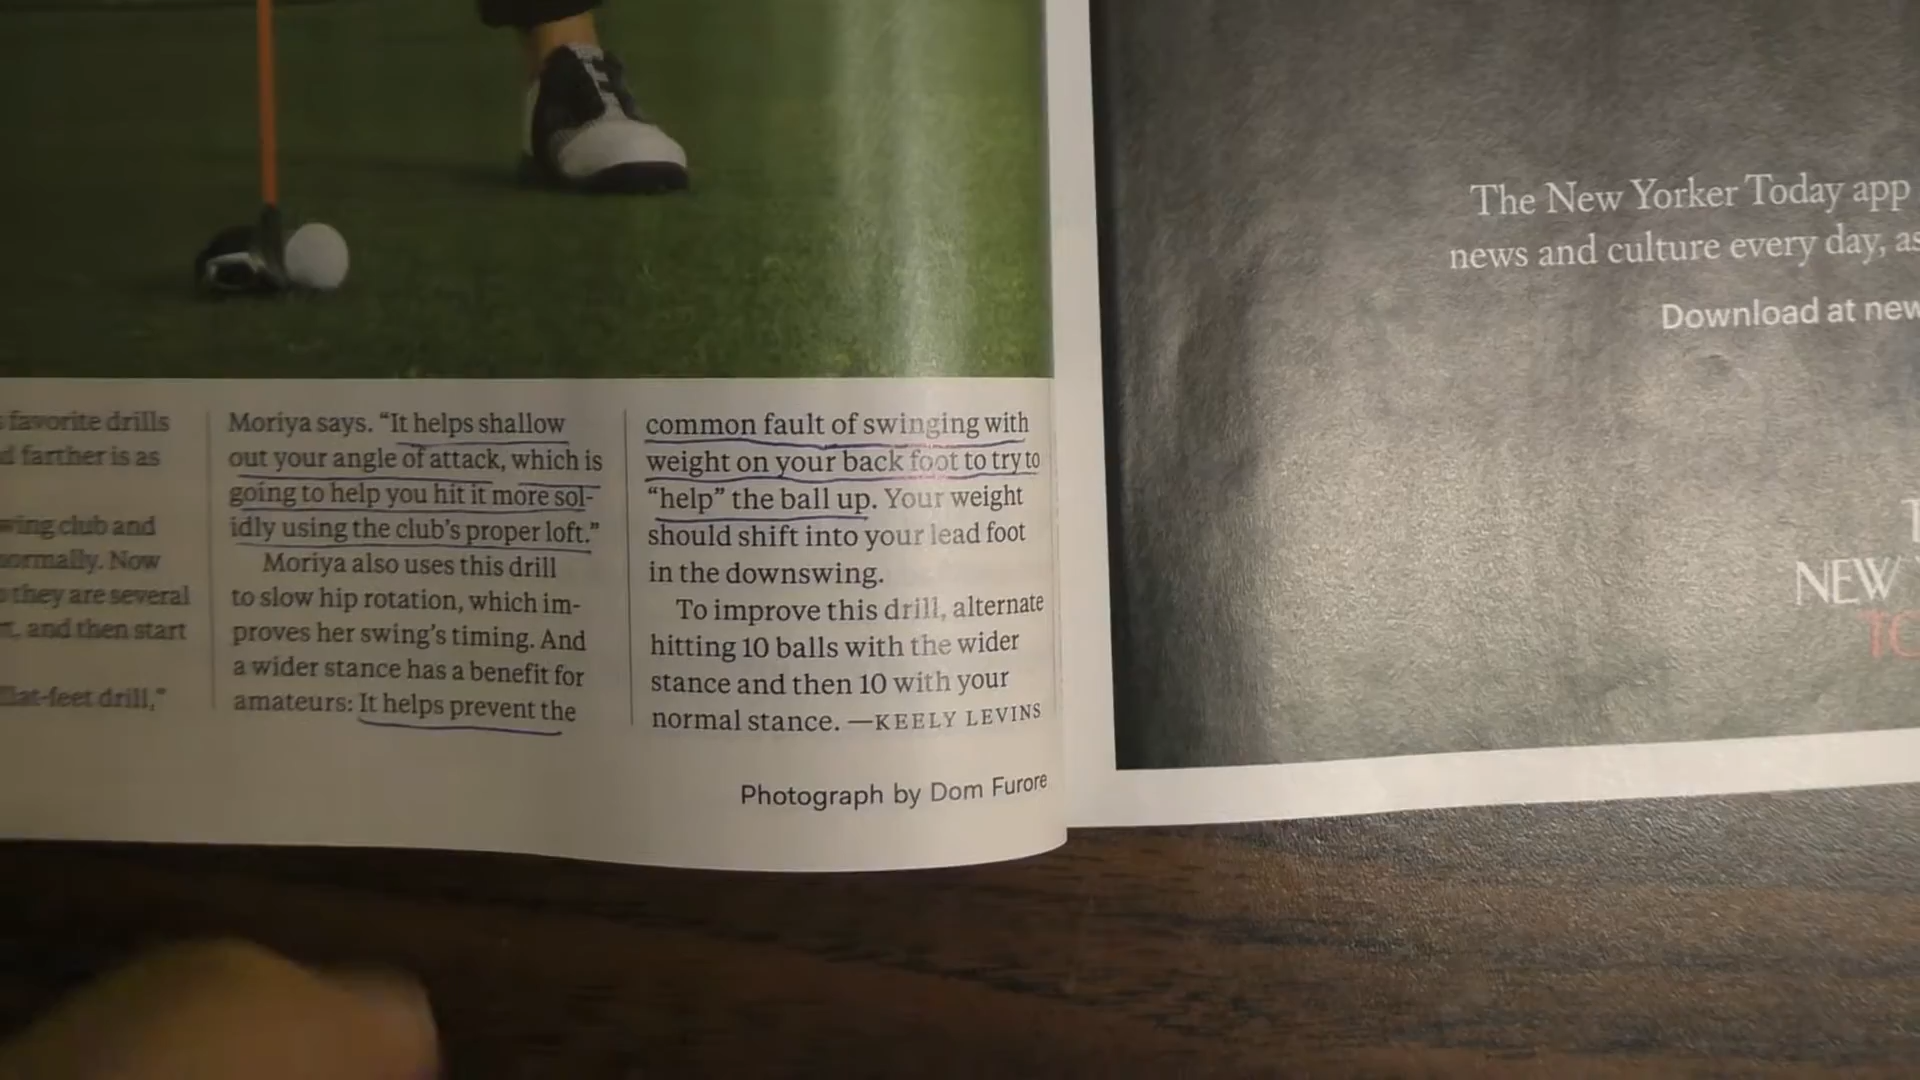 favorite drills
farther is as
wing club and
normally. Now
they are several
and then start
flat-feet drill,"
Moriya says. “It helps shallow
out your angle of attack, which is
going to help you hit it more sol-
idly using the club’s proper loft.”
Moriya also uses this drill
to slow hip rotation, which im-
proves her swing’s timing. And
a wider stance has a benefit for
amateurs: It helps prevent the
common fault of swinging with
weight on your back foot to try to
“help” the ball up. Your weight
should shift into your lead foot
in the downswing.
To improve this drill, alternate
hitting 10 balls with the wider
stance and then 10 with your
normal stance. —KEELY LEVINS
Photograph by Dom Furore
The New Yorker Today app
news and culture every day, as
Download at new
T
NEW Y
TO